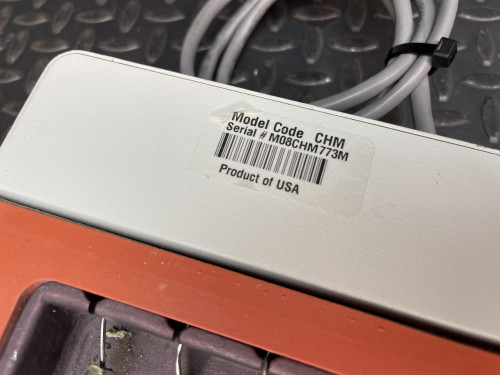 Model Code CHM
Serial # M08CHM773M
Product of USA